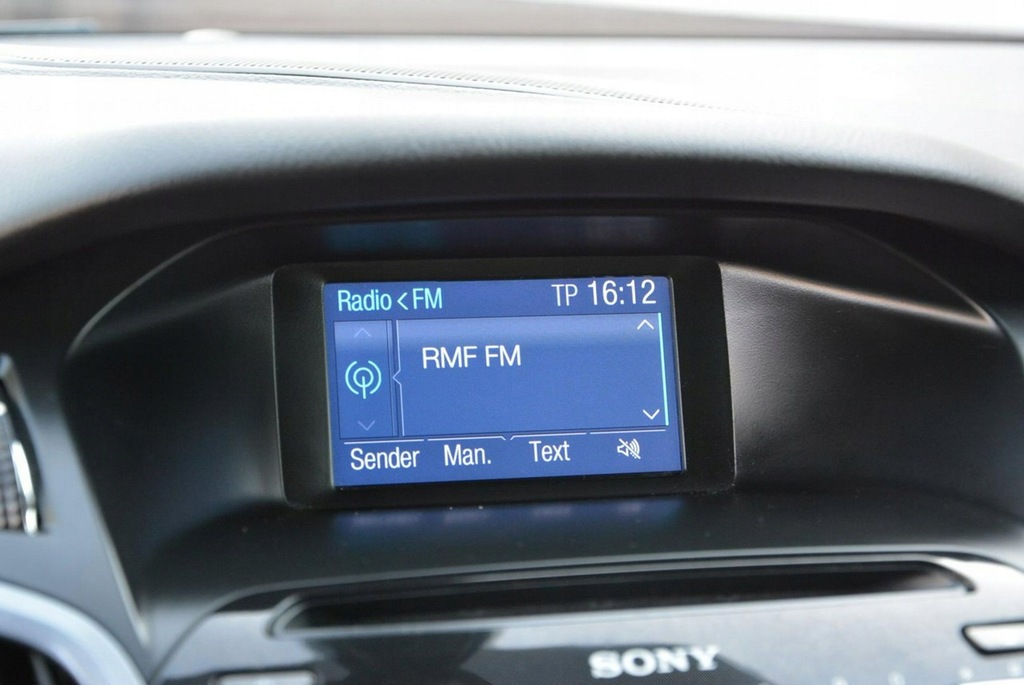 Radio < FM TP 16:12
RMF FM
Sender Man. Text
SONY